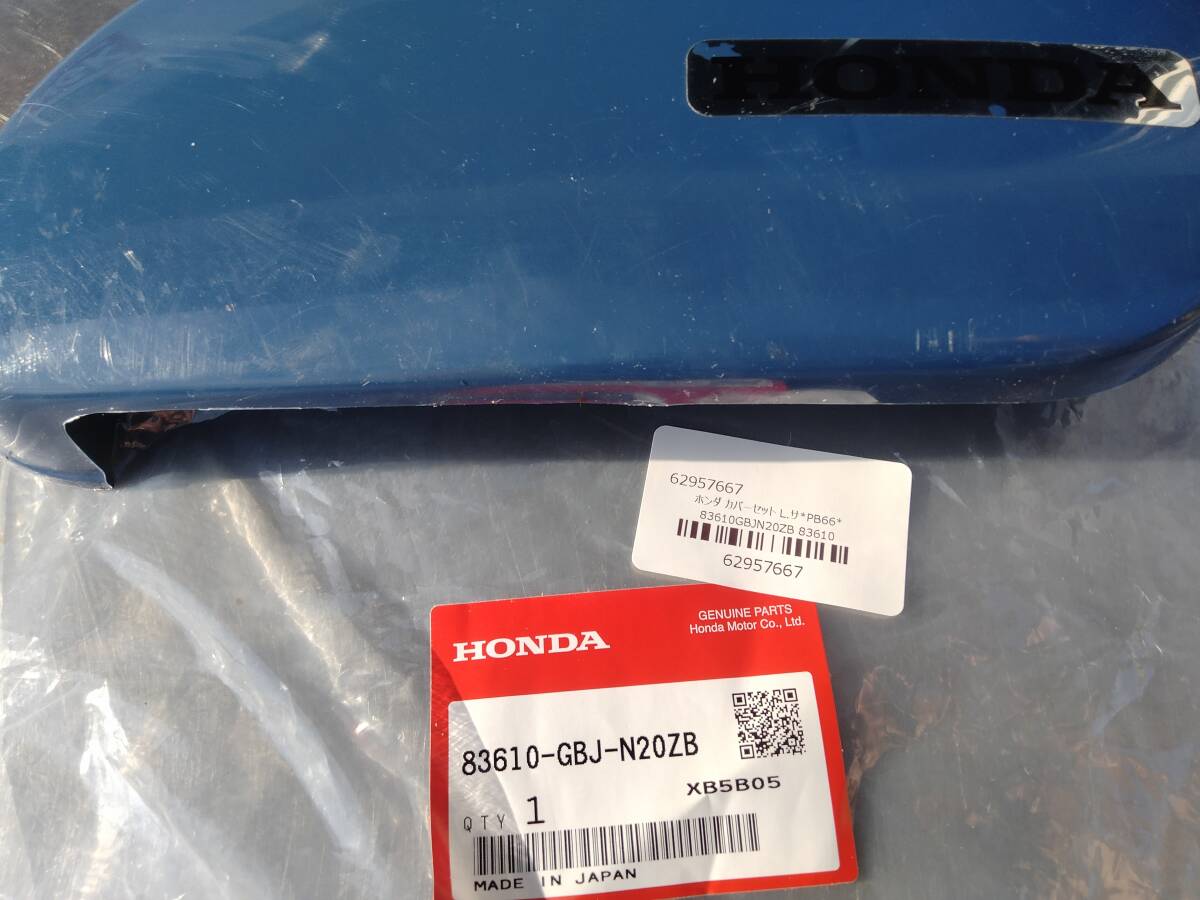 HONDA
62957667
ホンダ カバーセット L.サ*PB66*
83610GBJN20ZB 83610
62957667
GENUINE PARTS
Honda Motor Co., Ltd.
HONDA
83610-GBJ-N20ZB
XB5B05
QTY 1
MADE IN JAPAN